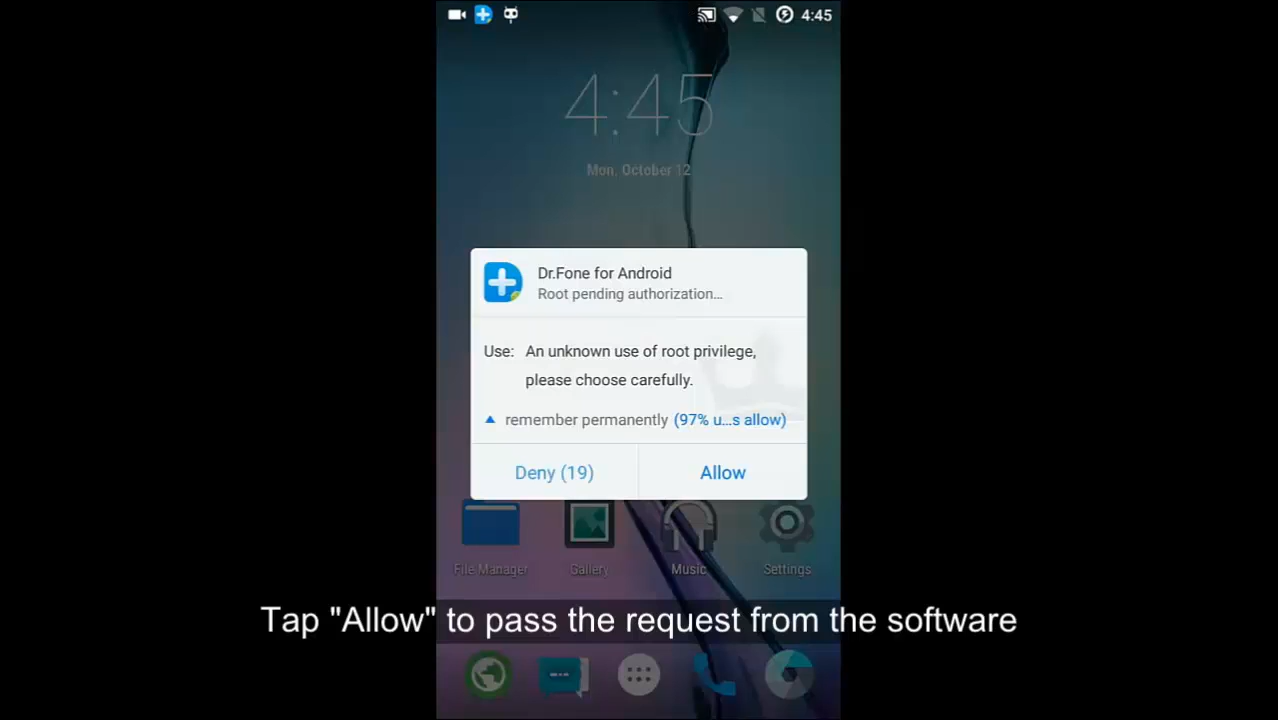 4:45
4:45
Mon, October 12
Dr.Fone for Android
Root pending authorization...
Use: An unknown use of root privilege,
please choose carefully.
remember permanently (97% u...s allow)
Deny (19) Allow
File Manager Gallery Music Settings
Tap "Allow" to pass the request from the software